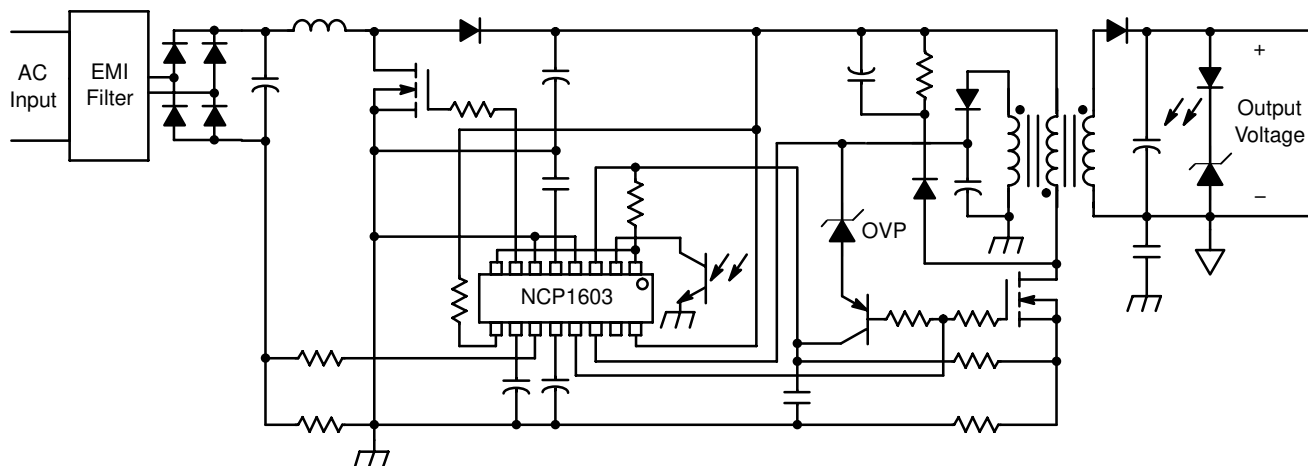 AC
Input
EMI
Filter
NCP1603
OVP
+
Output
Voltage
−